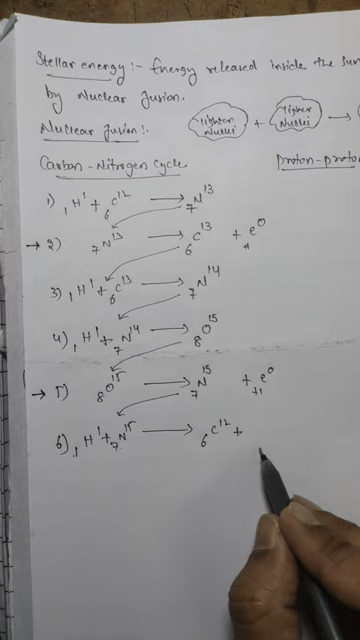 Stellar energy :- Energy released inside the Sun
by Nuclear fusion.
Nuclear fusion :- Lighter Nuclei + Lighter Nuclei →
Carbon-Nitrogen cycle Proton-proto
1) ₁H¹ + ₆C¹² → ₇N¹³
→ 2) ₇N¹³ → ₆C¹³ + ₊₁e⁰
3) ₁H¹ + ₆C¹³ → ₇N¹⁴
4) ₁H¹ + ₇N¹⁴ → ₈O¹⁵
→ 5) ₈O¹⁵ → ₇N¹⁵ + ₊₁e⁰
6) ₁H¹ + ₇N¹⁵ → ₆C¹² +